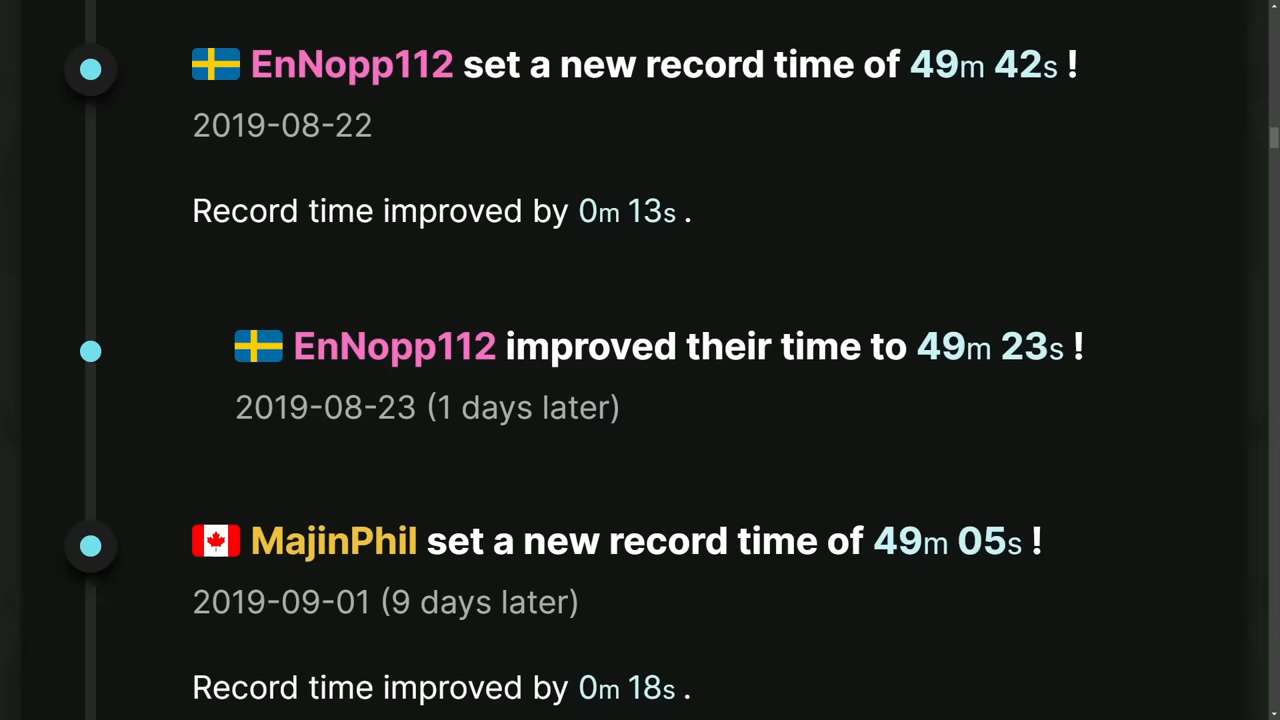 EnNopp112 set a new record time of 49m 42s !
2019-08-22
Record time improved by 0m 13s .
EnNopp112 improved their time to 49m 23s !
2019-08-23 (1 days later)
MajinPhil set a new record time of 49m 05s !
2019-09-01 (9 days later)
Record time improved by 0m 18s .